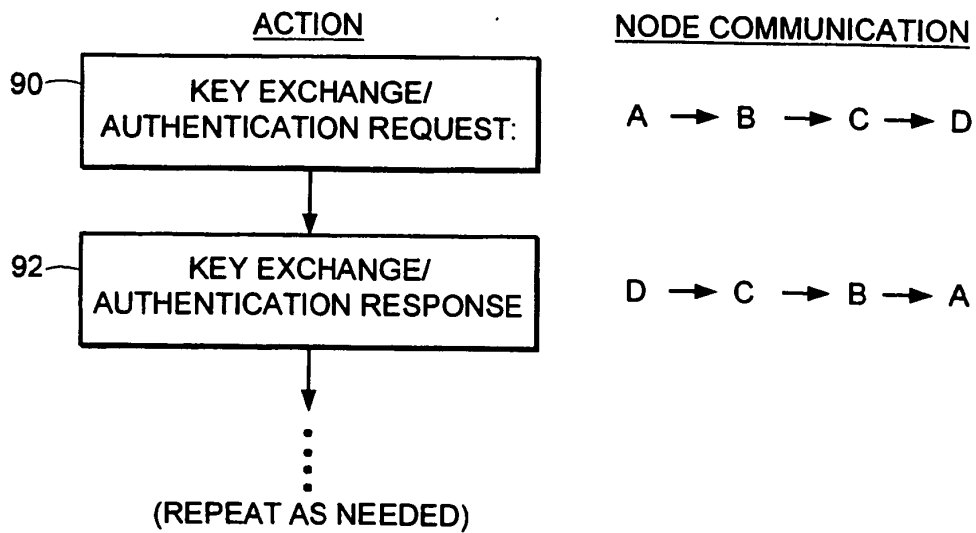 ACTION NODE COMMUNICATION
90 KEY EXCHANGE/
AUTHENTICATION REQUEST:
A B C D
92 KEY EXCHANGE/
AUTHENTICATION RESPONSE
D C B A
(REPEAT AS NEEDED)